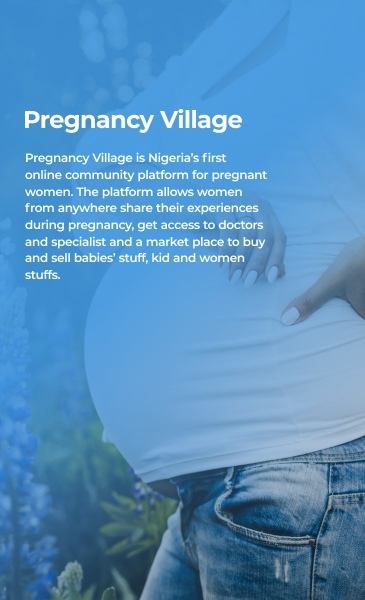 Pregnancy Village
Pregnancy Village is Nigeria's first
online community platform for pregnant
women. The platform allows women
from anywhere share their experiences
during pregnancy, get access to doctors
and specialist and a market place to buy
and sell babies' stuff, kid and women
stuffs.